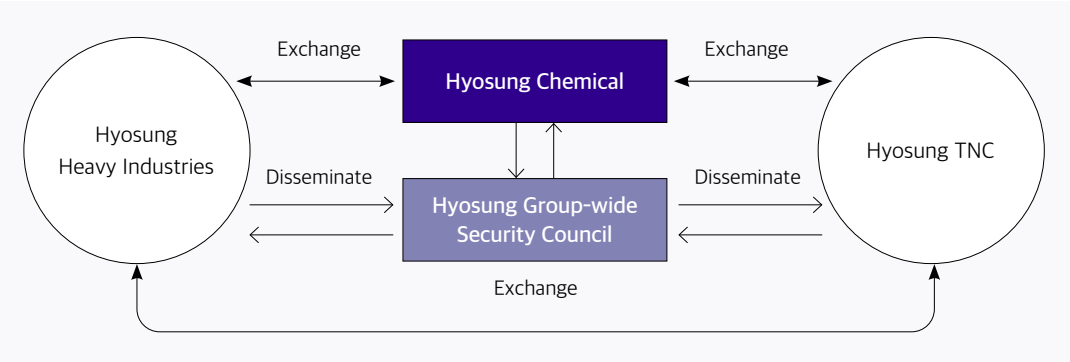 Exchange
Hyosung Chemical
Exchange
Hyosung
Heavy Industries
Hyosung TNC
Disseminate
Hyosung Group-wide
Security Council
Disseminate
Exchange